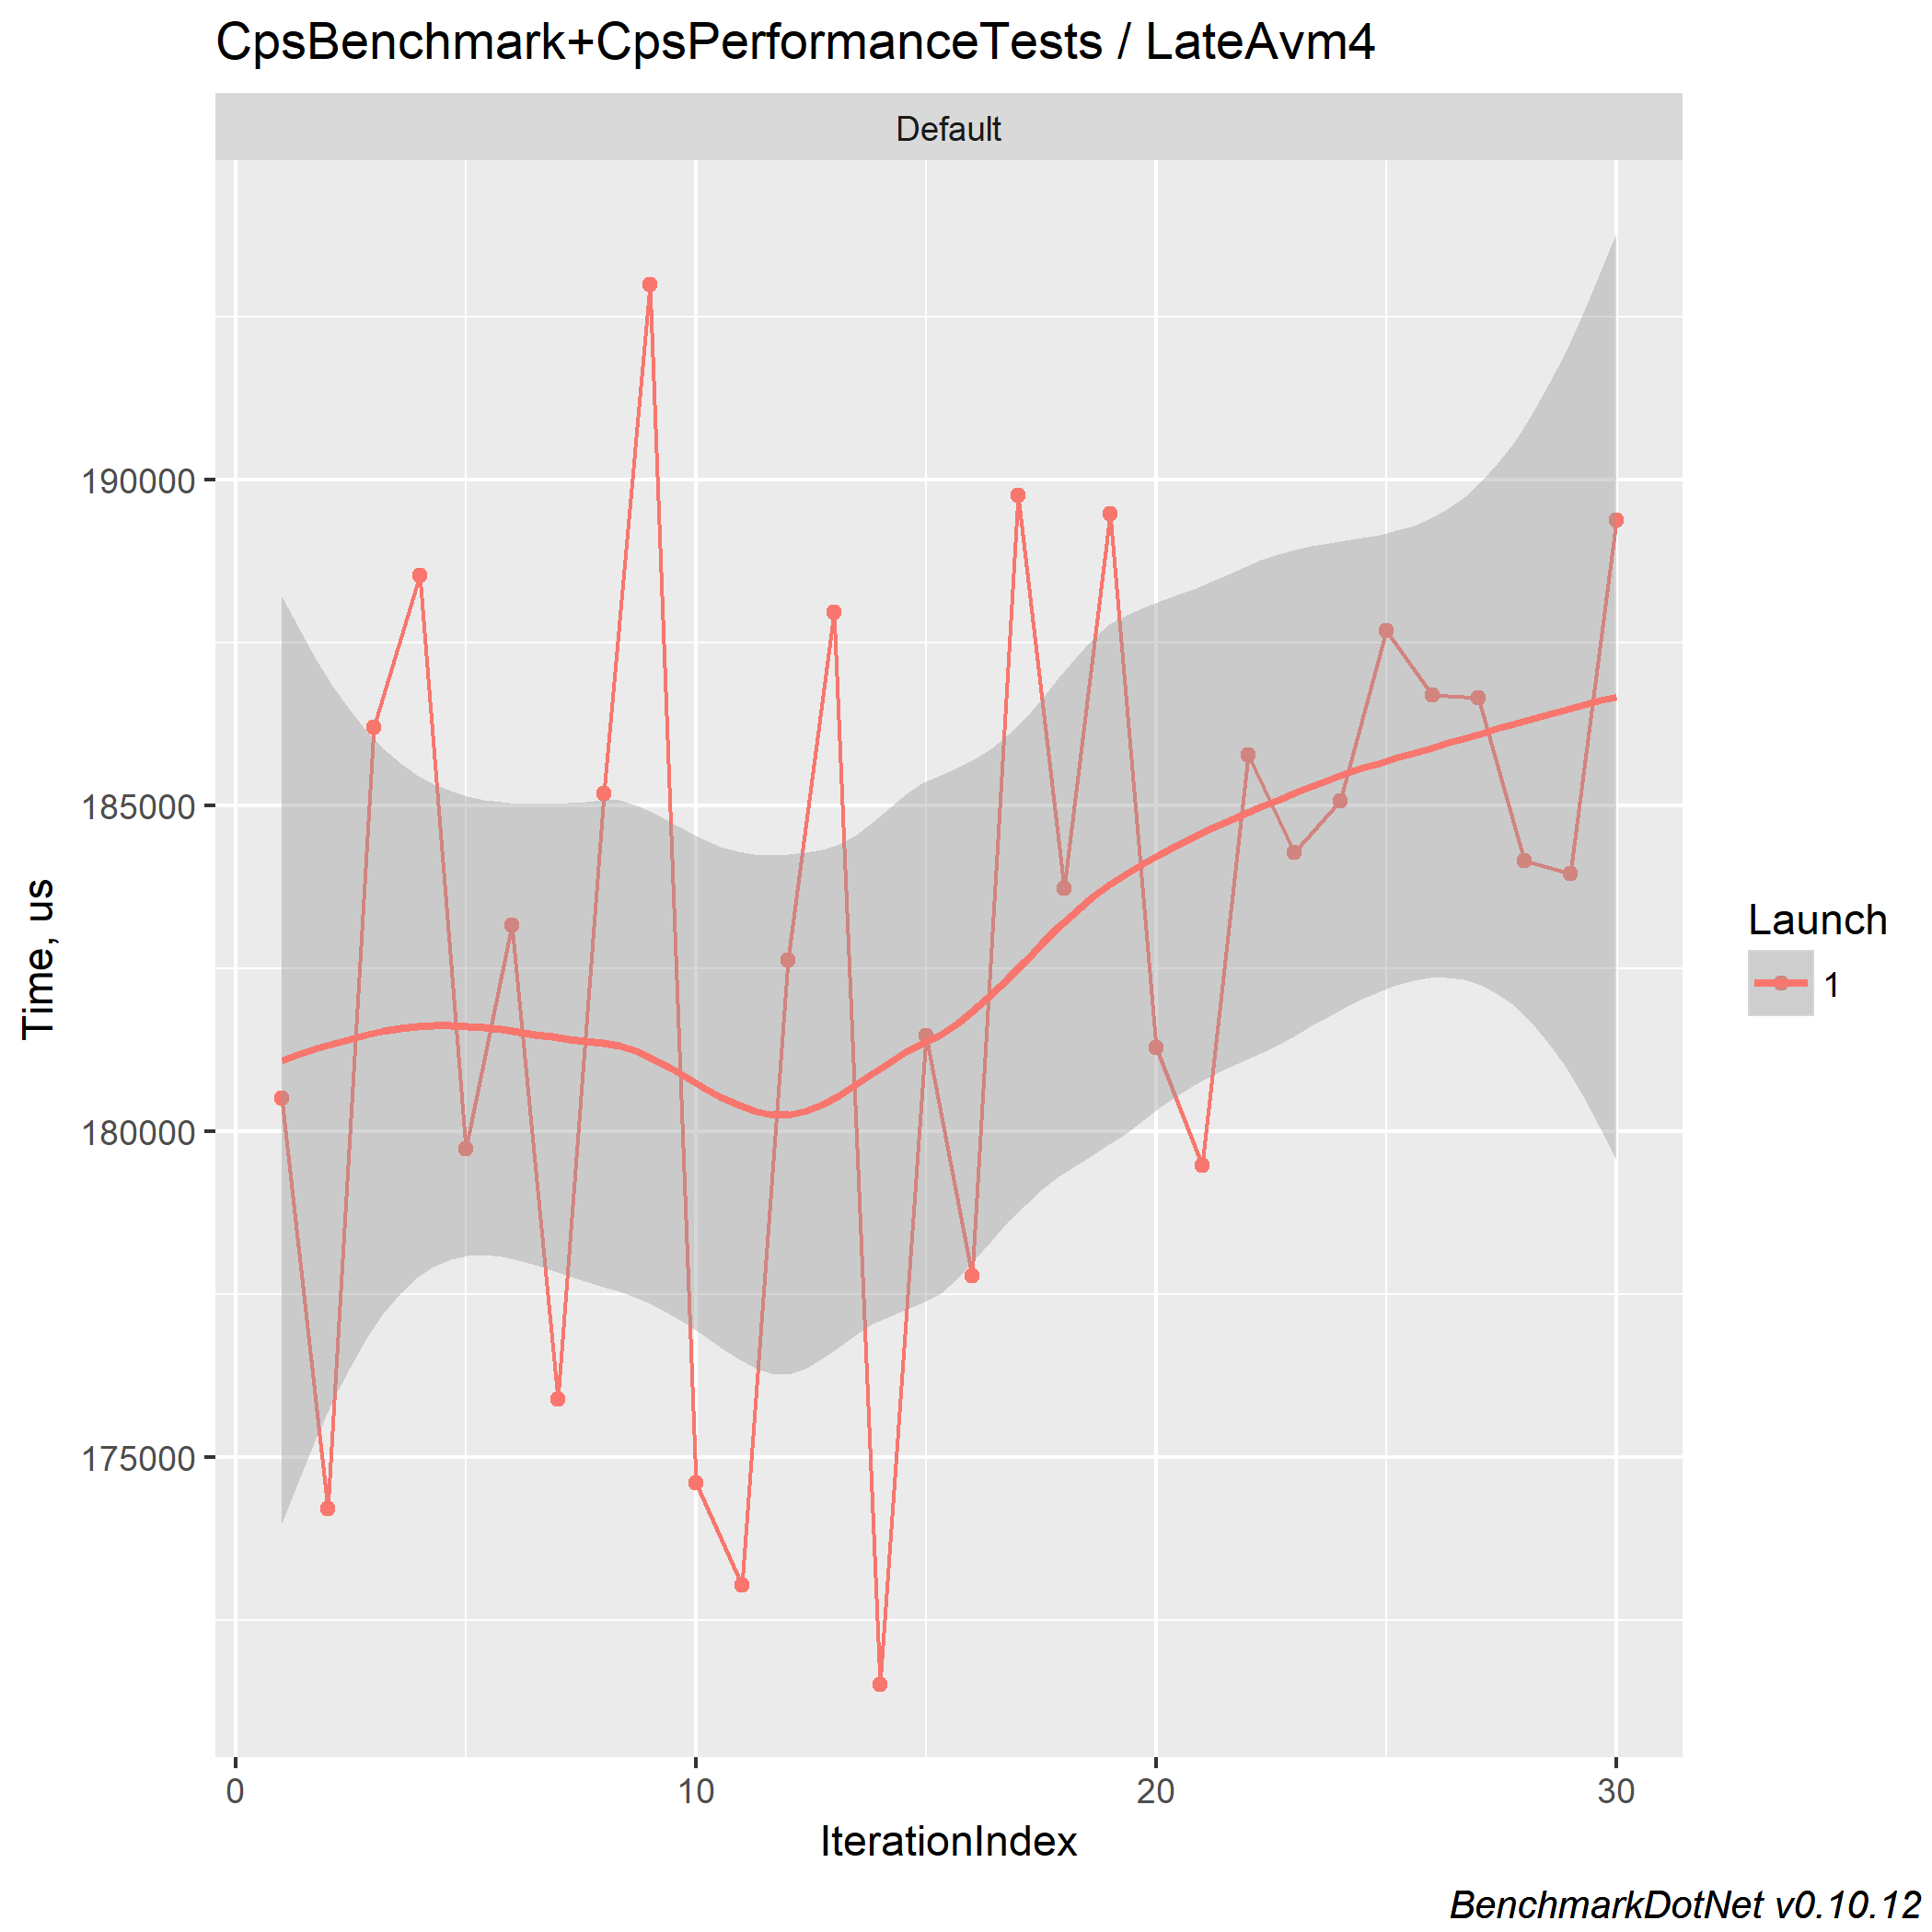 CpsBenchmark+CpsPerformanceTests / LateAvm4
Default
190000
185000
180000
175000
Time, us
0 10 20 30
IterationIndex
Launch
1
BenchmarkDotNet v0.10.12